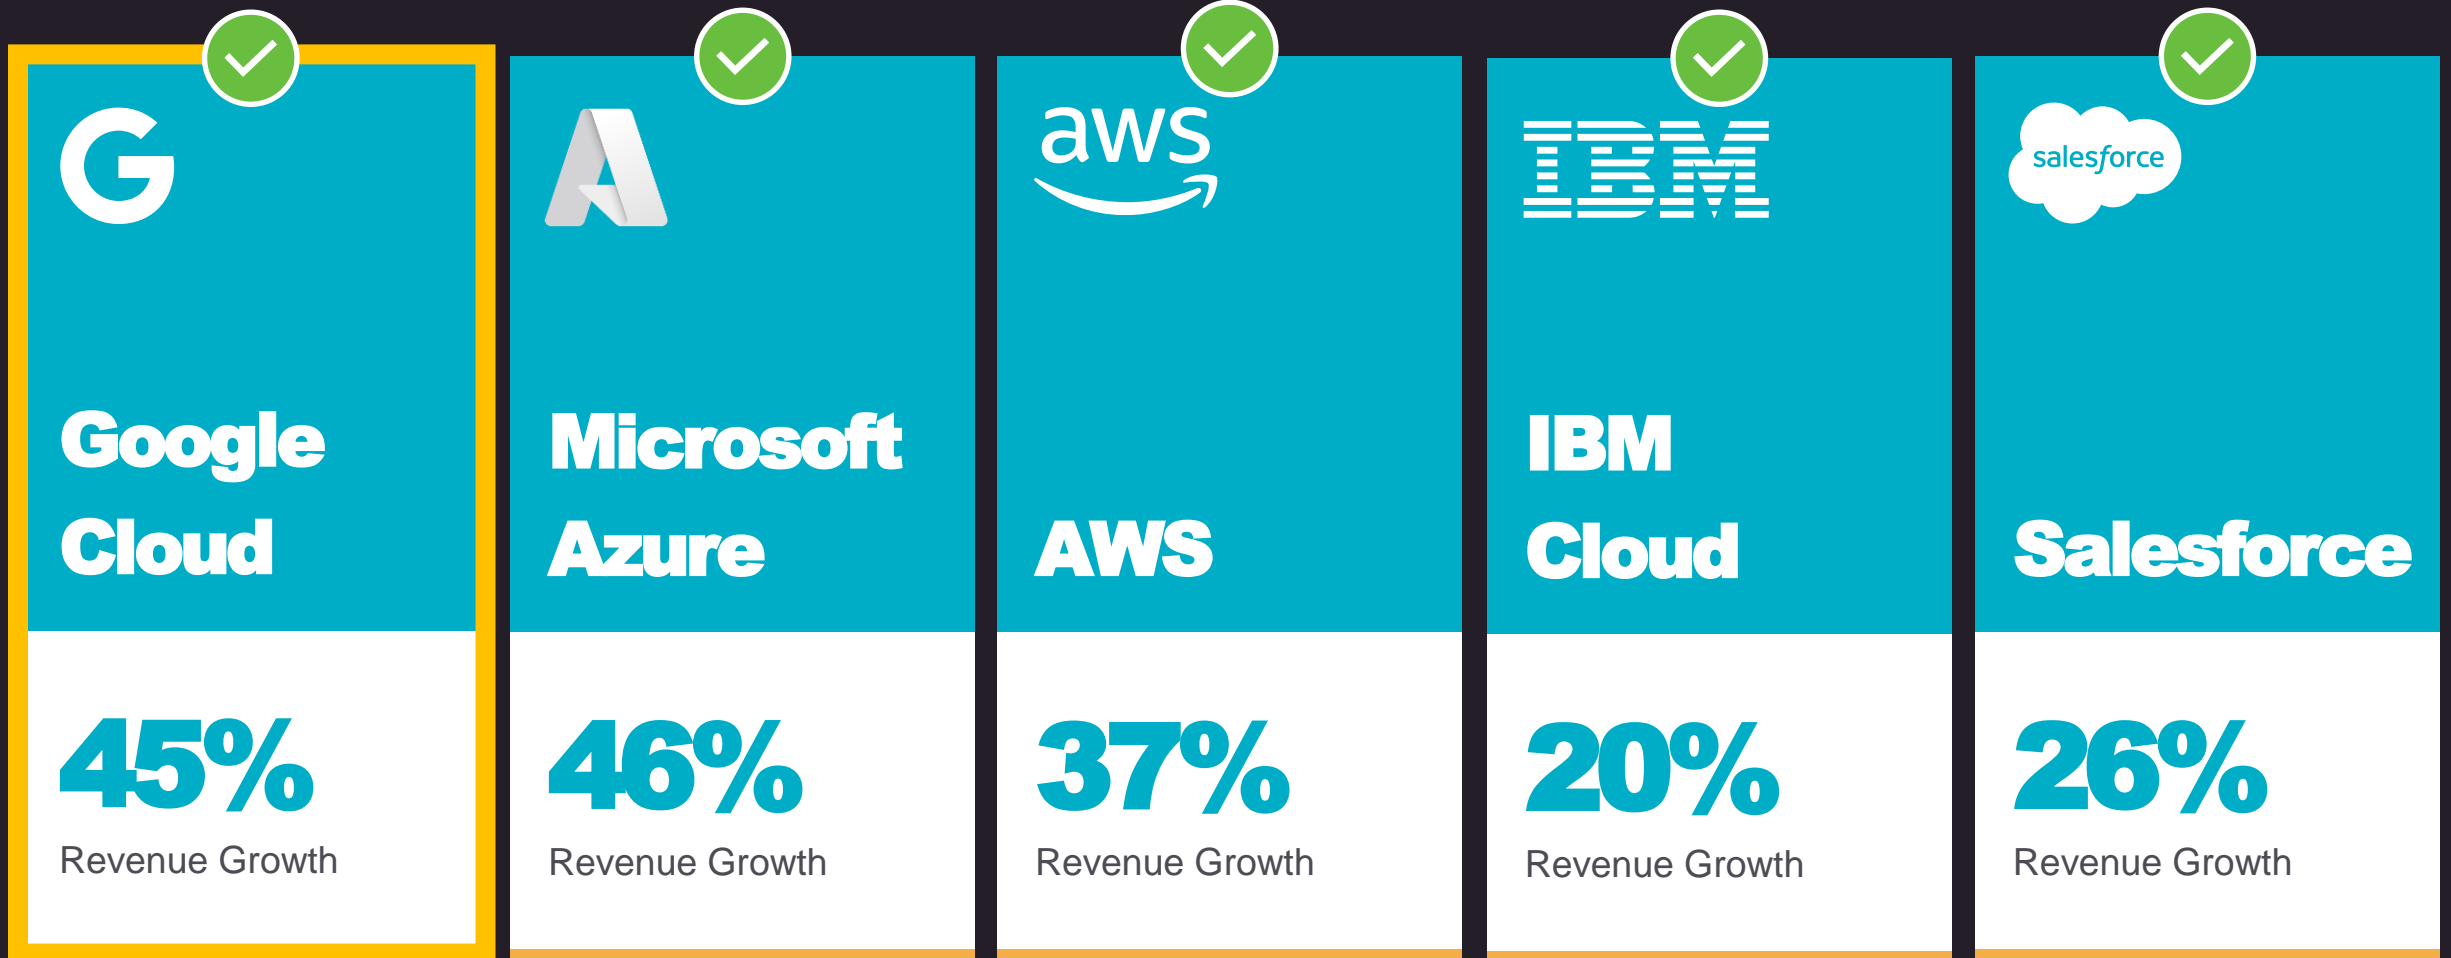 Google
Cloud
45%
Revenue Growth
Microsoft
Azure
46%
Revenue Growth
aws
AWS
37%
Revenue Growth
IBM
IBM
Cloud
20%
Revenue Growth
salesforce
Salesforce
26%
Revenue Growth